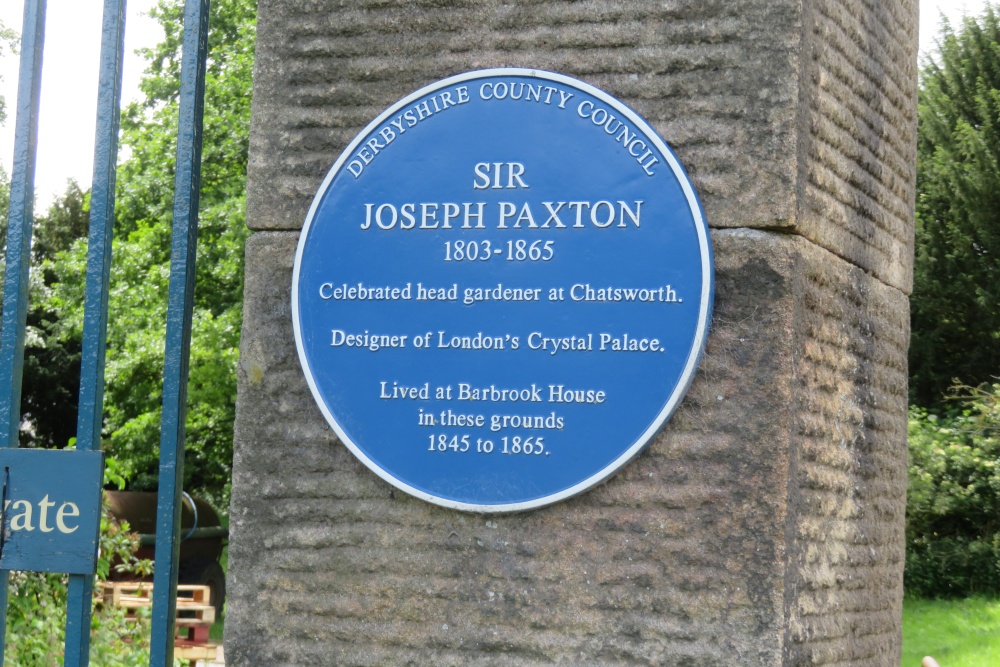 DERBYSHIRE COUNTY COUNCIL
SIR
JOSEPH PAXTON
1803-1865
Celebrated head gardener at Chatsworth.
Designer of London's Crystal Palace.
Lived at Barbrook House
in these grounds
1845 to 1865.
vate